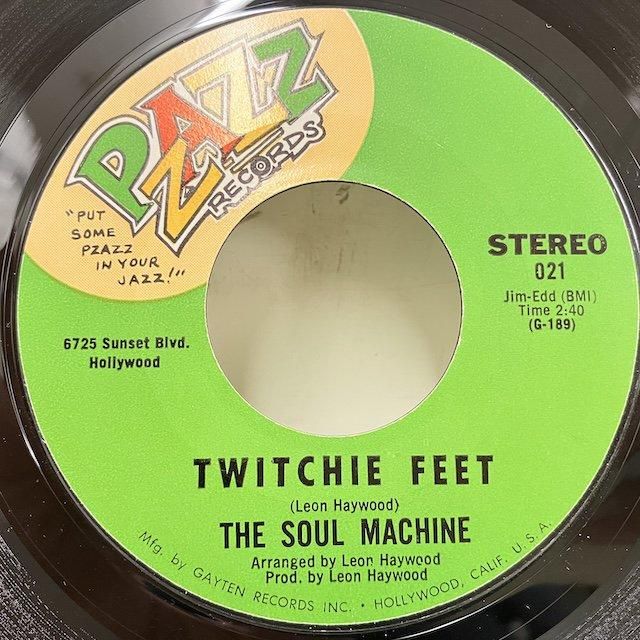 PZAZZ
RECORDS
"PUT
SOME
PZAZZ
IN YOUR
JAZZ!"
STEREO
021
Jim-Edd (BMI)
Time 2:40
(G-189)
6725 Sunset Blvd.
Hollywood
TWITCHIE FEET
(Leon Haywood)
THE SOUL MACHINE
Arranged by Leon Haywood
Prod. by Leon Haywood
Mfg. by GAYTEN RECORDS INC. • HOLLYWOOD, CALIF. U.S.A.